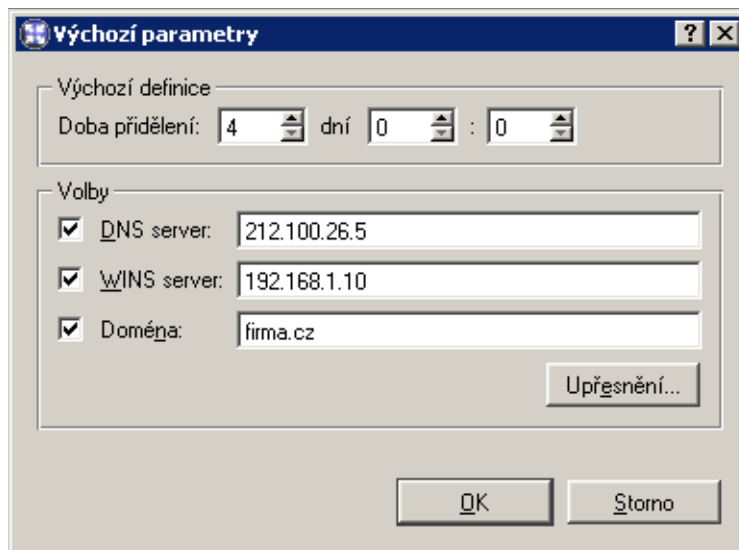 Výchozí parametry
Výchozí definice
Doba přidělení: 4 dní 0 : 0
Volby
DNS server: 212.100.26.5
WINS server: 192.168.1.10
Doména: firma.cz
Upřesnění...
OK Storno